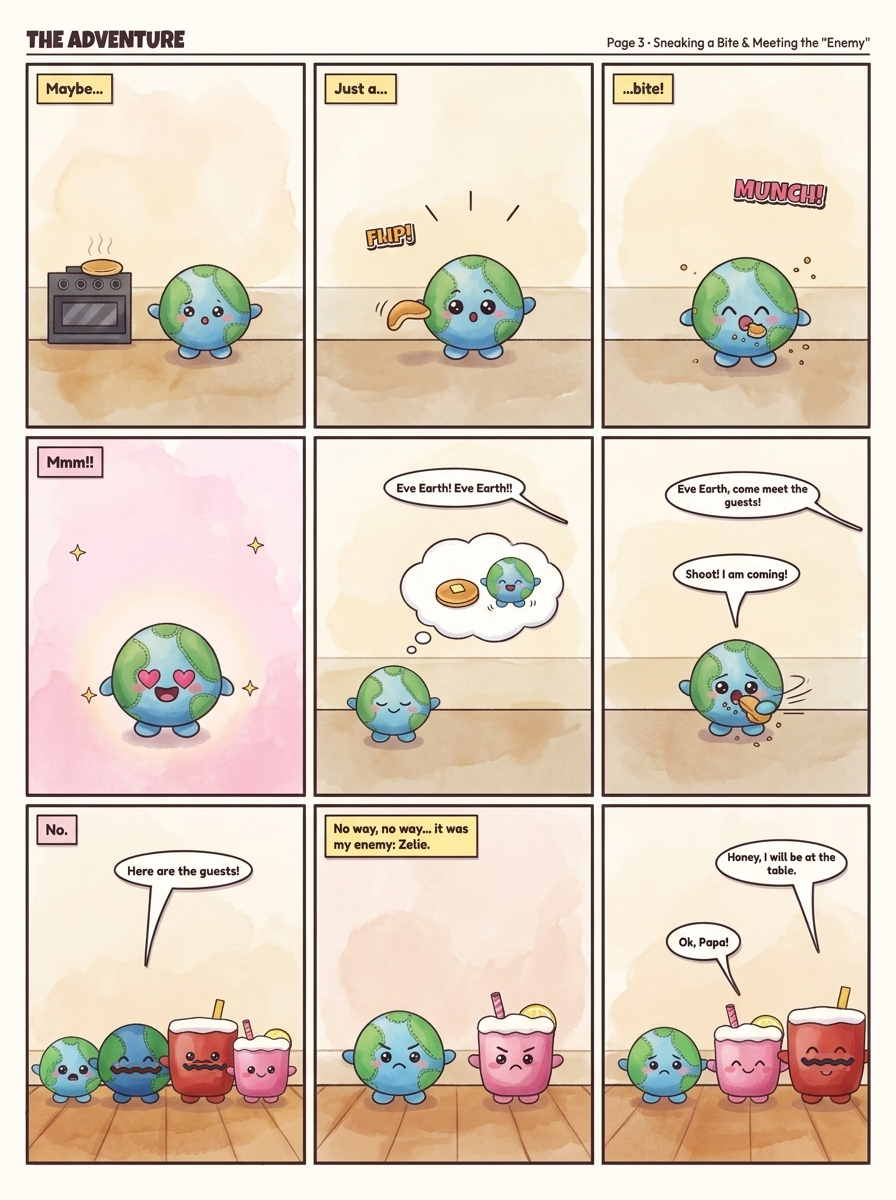 THE ADVENTURE
Page 3 • Sneaking a Bite & Meeting the "Enemy"
Maybe...
Just a...
FLIP!
...bite!
MUNCH!
Mmm!!
Eve Earth! Eve Earth!!
Eve Earth, come meet the
guests!
Shoot! I am coming!
No.
Here are the guests!
No way, no way... it was
my enemy: Zelie.
Honey, I will be at the
table.
Ok, Papa!